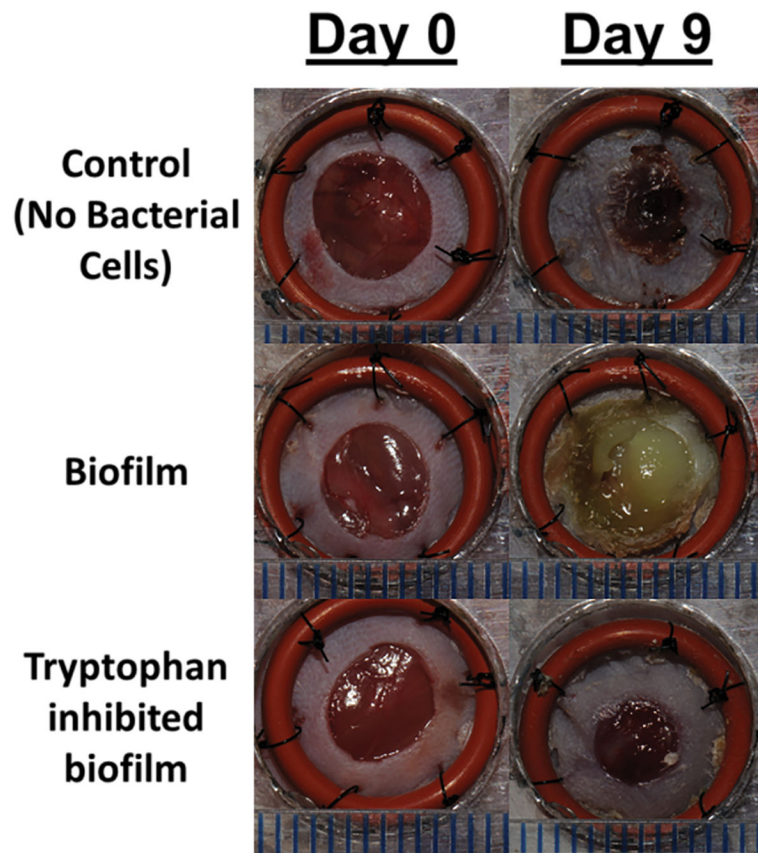 Day 0 Day 9
Control
(No Bacterial
Cells)
Biofilm
Tryptophan
inhibited
biofilm